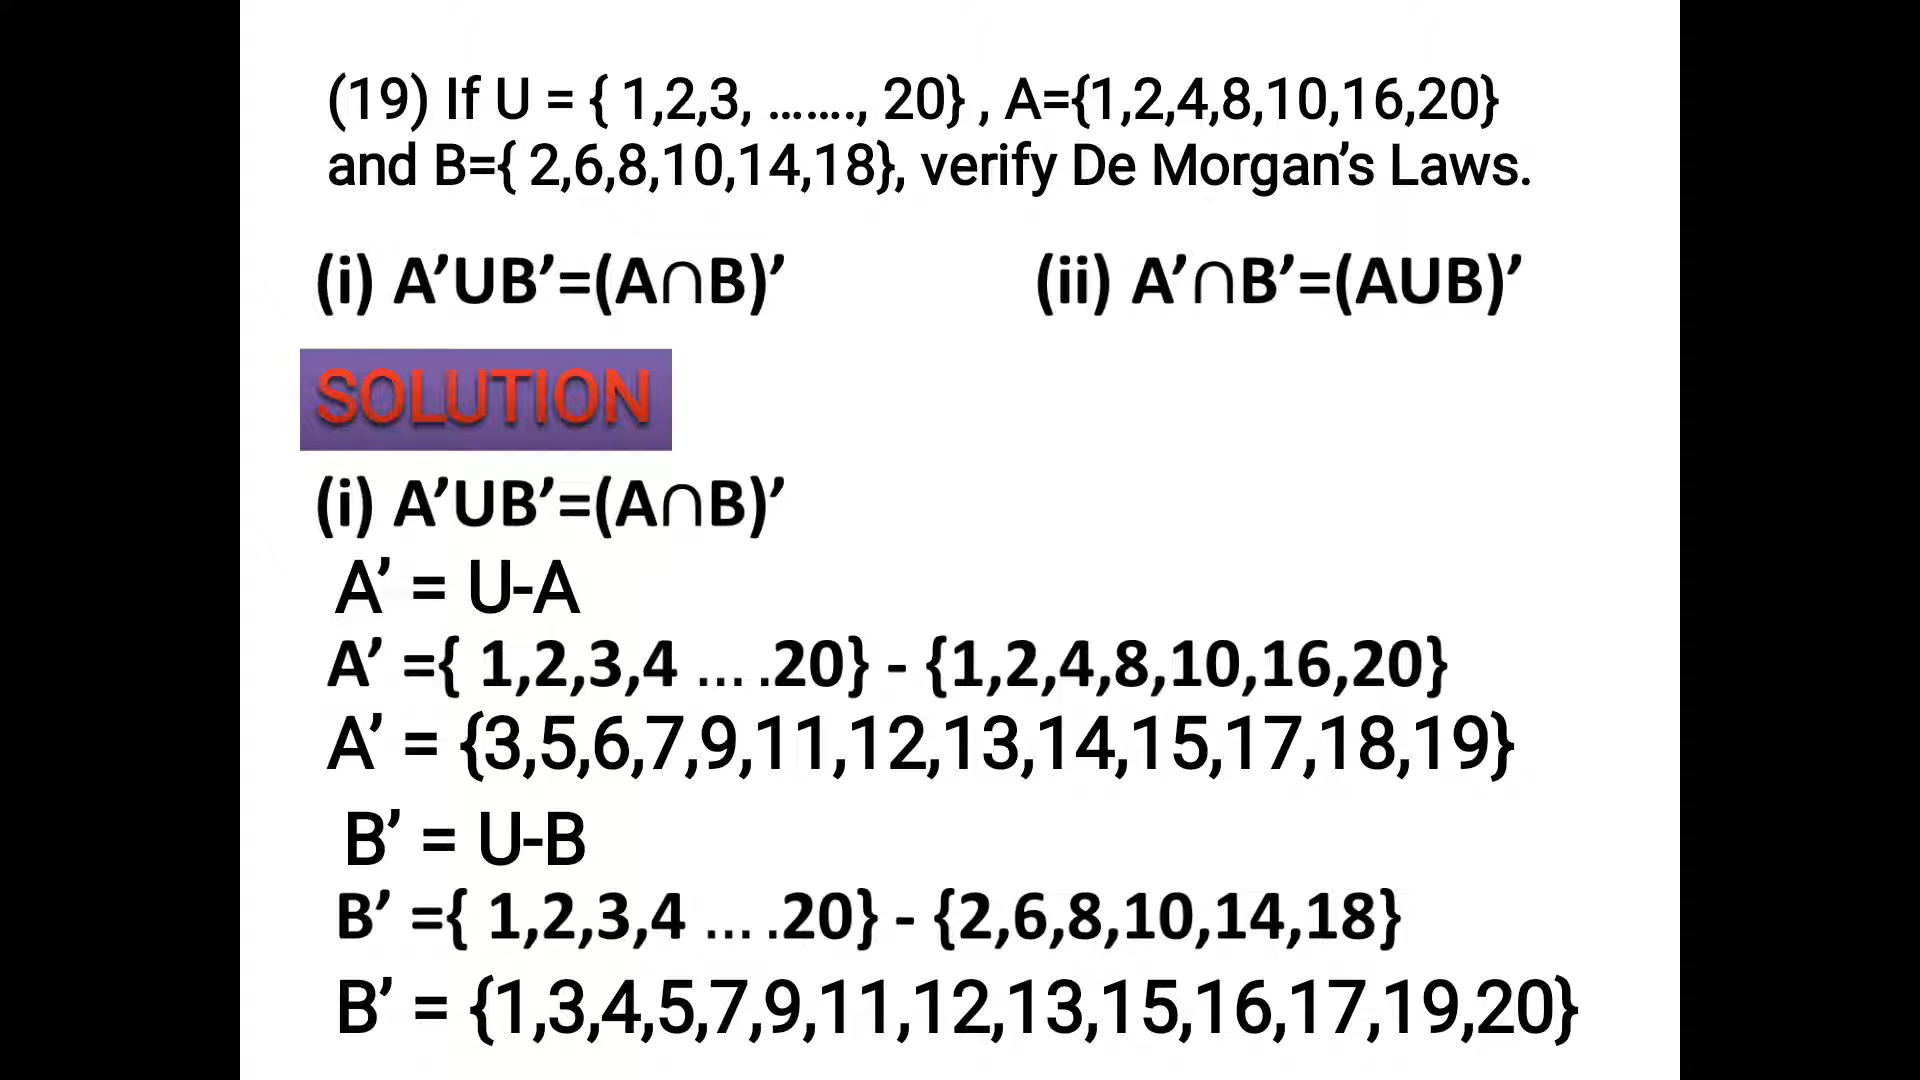 (19) If U = { 1,2,3, ......., 20} , A={1,2,4,8,10,16,20}
and B={ 2,6,8,10,14,18}, verify De Morgan’s Laws.
(i) A’UB’=(A∩B)’ (ii) A’∩B’=(AUB)’
SOLUTION
(i) A’UB’=(A∩B)’
A’ = U-A
A’ ={ 1,2,3,4 ... .20} - {1,2,4,8,10,16,20}
A’ = {3,5,6,7,9,11,12,13,14,15,17,18,19}
B’ = U-B
B’ ={ 1,2,3,4 ... .20} - {2,6,8,10,14,18}
B’ = {1,3,4,5,7,9,11,12,13,15,16,17,19,20}